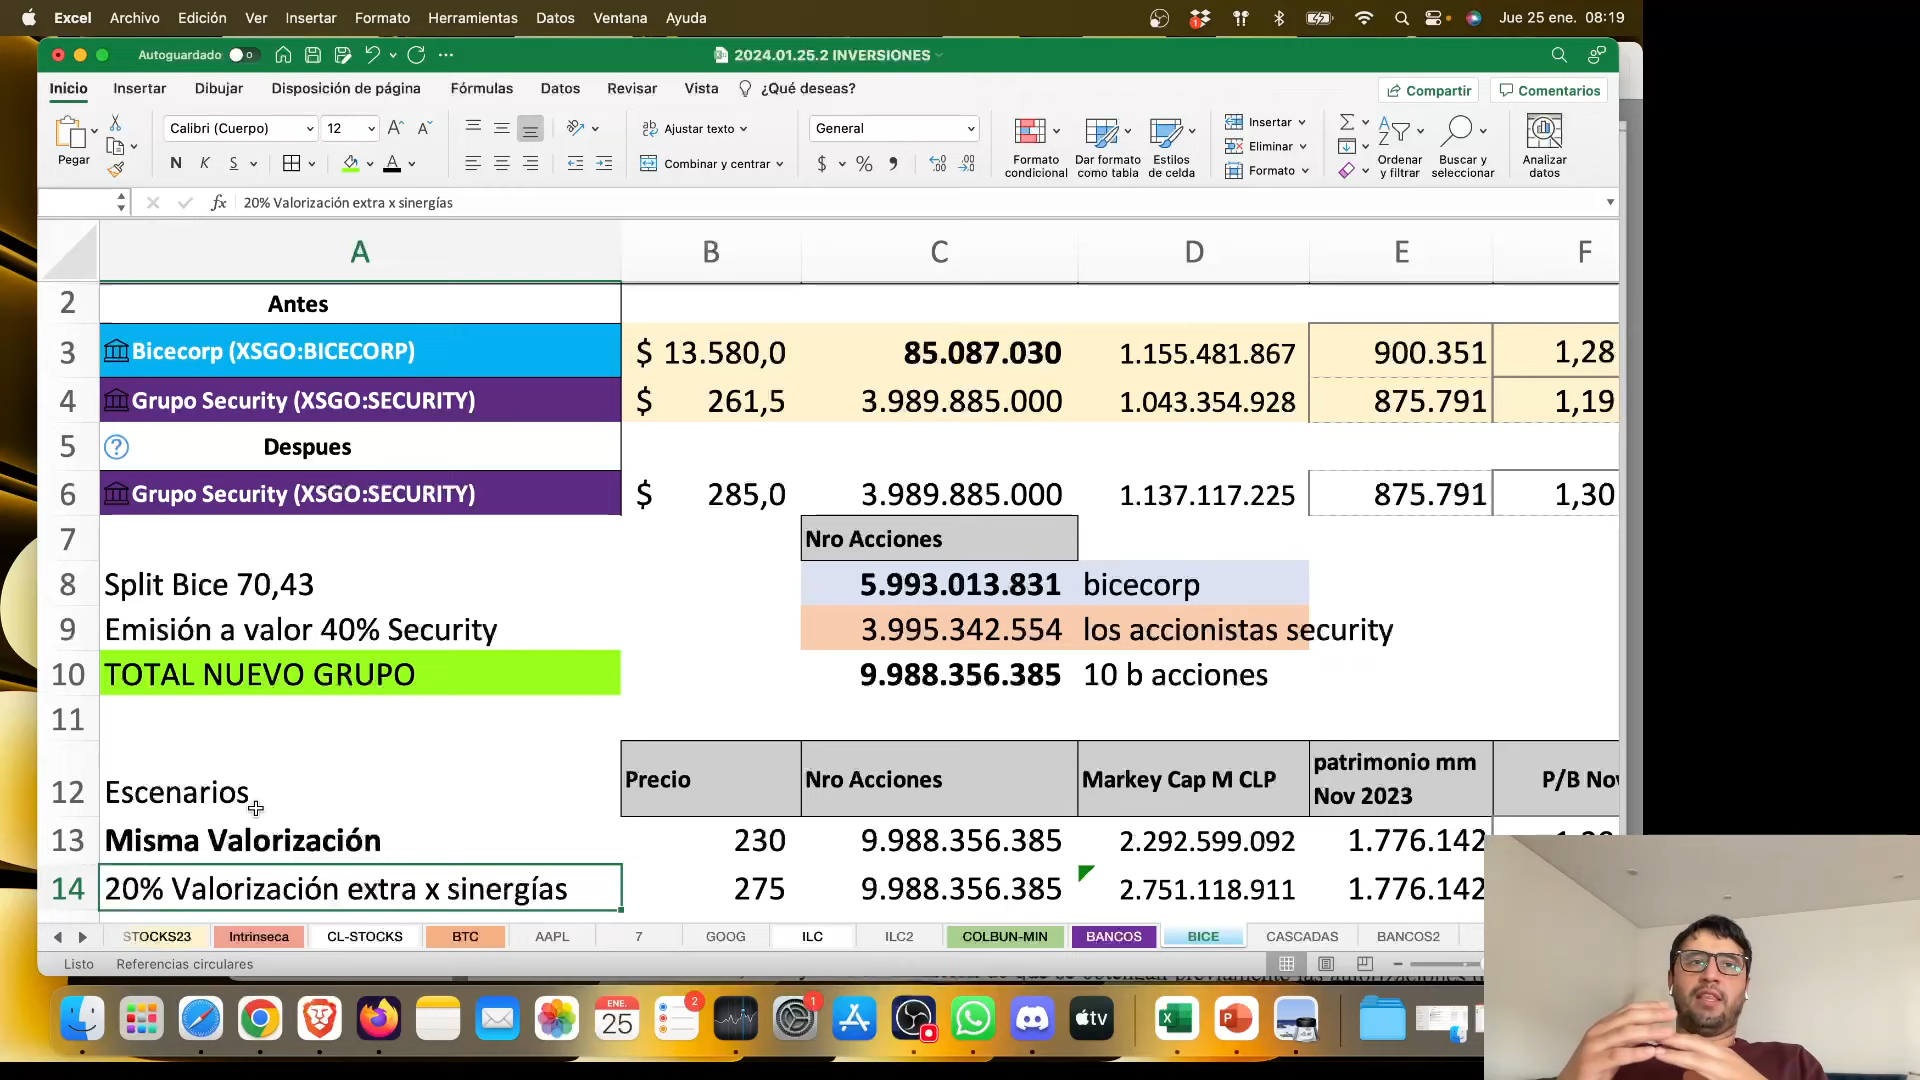 Excel Archivo Edición Ver Insertar Formato Herramientas Datos Ventana Ayuda Jue 25 ene. 08:19
Autoguardado 2024.01.25.2 INVERSIONES
Inicio Insertar Dibujar Disposición de página Fórmulas Datos Revisar Vista ¿Qué deseas? Compartir Comentarios
Pegar Calibri (Cuerpo) 12 A A Ajustar texto General Insertar
N K S A Combinar y centrar $ % Eliminar
Formato condicional Dar formato como tabla Estilos de celda Formato Ordenar y filtrar Buscar y seleccionar Analizar datos
fx 20% Valorización extra x sinergías
A B C D E F
2 Antes
3 Bicecorp (XSGO:BICECORP) $ 13.580,0 85.087.030 1.155.481.867 900.351 1,28
4 Grupo Security (XSGO:SECURITY) $ 261,5 3.989.885.000 1.043.354.928 875.791 1,19
5 ? Despues
6 Grupo Security (XSGO:SECURITY) $ 285,0 3.989.885.000 1.137.117.225 875.791 1,30
7 Nro Acciones
8 Split Bice 70,43 5.993.013.831 bicecorp
9 Emisión a valor 40% Security 3.995.342.554 los accionistas security
10 TOTAL NUEVO GRUPO 9.988.356.385 10 b acciones
11
12 Escenarios Precio Nro Acciones Markey Cap M CLP patrimonio mm Nov 2023 P/B Nov
13 Misma Valorización 230 9.988.356.385 2.292.599.092 1.776.142
14 20% Valorización extra x sinergías 275 9.988.356.385 2.751.118.911 1.776.142
STOCKS23 Intrinseca CL-STOCKS BTC AAPL 7 GOOG ILC ILC2 COLBUN-MIN BANCOS BICE CASCADAS BANCOS2
Listo Referencias circulares
ENE. 25 2 1 tv X P